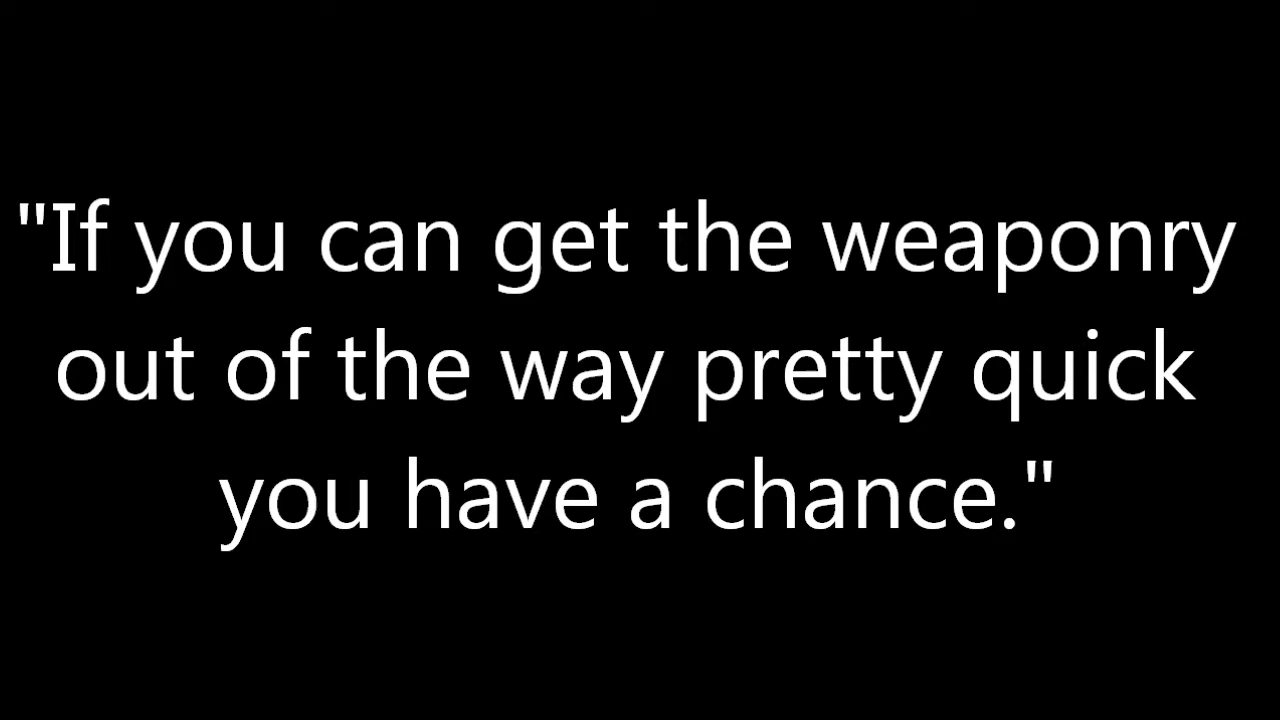 "If you can get the weaponry
out of the way pretty quick
you have a chance."